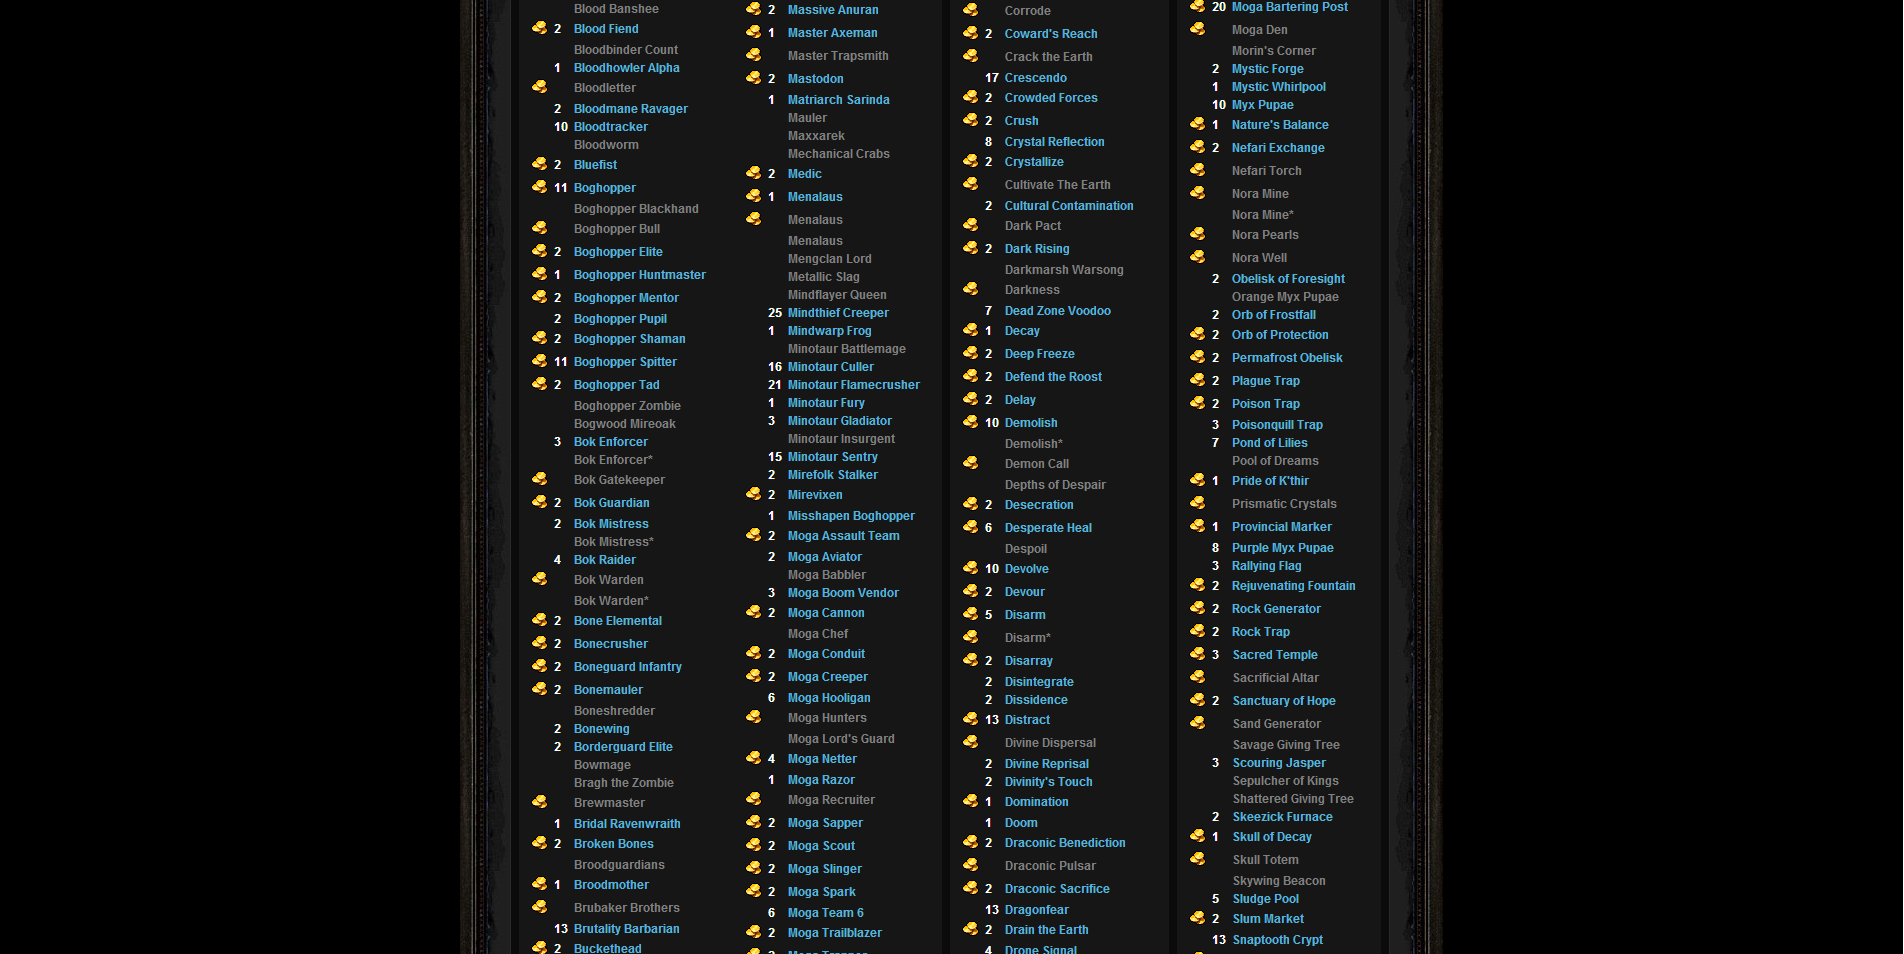 Blood Banshee
2 Blood Fiend
Bloodbinder Count
1 Bloodhowler Alpha
Bloodletter
2 Bloodmane Ravager
10 Bloodtracker
Bloodworm
2 Bluefist
11 Boghopper
Boghopper Blackhand
Boghopper Bull
2 Boghopper Elite
1 Boghopper Huntmaster
2 Boghopper Mentor
2 Boghopper Pupil
2 Boghopper Shaman
11 Boghopper Spitter
2 Boghopper Tad
Boghopper Zombie
Bogwood Mireoak
3 Bok Enforcer
Bok Enforcer*
Bok Gatekeeper
2 Bok Guardian
2 Bok Mistress
Bok Mistress*
4 Bok Raider
Bok Warden
Bok Warden*
2 Bone Elemental
2 Bonecrusher
2 Boneguard Infantry
2 Bonemauler
Boneshredder
2 Bonewing
2 Borderguard Elite
Bowmage
Bragh the Zombie
Brewmaster
1 Bridal Ravenwraith
2 Broken Bones
Broodguardians
1 Broodmother
Brubaker Brothers
13 Brutality Barbarian
2 Buckethead
2 Massive Anuran
1 Master Axeman
Master Trapsmith
2 Mastodon
1 Matriarch Sarinda
Mauler
Maxxarek
Mechanical Crabs
2 Medic
1 Menalaus
Menalaus
Menalaus
Mengclan Lord
Metallic Slag
Mindflayer Queen
25 Mindthief Creeper
1 Mindwarp Frog
Minotaur Battlemage
16 Minotaur Culler
21 Minotaur Flamecrusher
1 Minotaur Fury
3 Minotaur Gladiator
Minotaur Insurgent
15 Minotaur Sentry
2 Mirefolk Stalker
2 Mirevixen
1 Misshapen Boghopper
2 Moga Assault Team
2 Moga Aviator
Moga Babbler
3 Moga Boom Vendor
2 Moga Cannon
Moga Chef
2 Moga Conduit
2 Moga Creeper
6 Moga Hooligan
Moga Hunters
Moga Lord's Guard
4 Moga Netter
1 Moga Razor
Moga Recruiter
2 Moga Sapper
2 Moga Scout
2 Moga Slinger
2 Moga Spark
6 Moga Team 6
2 Moga Trailblazer
Corrode
2 Coward's Reach
Crack the Earth
17 Crescendo
2 Crowded Forces
2 Crush
8 Crystal Reflection
2 Crystallize
Cultivate The Earth
2 Cultural Contamination
Dark Pact
2 Dark Rising
Darkmarsh Warsong
Darkness
7 Dead Zone Voodoo
1 Decay
2 Deep Freeze
2 Defend the Roost
2 Delay
10 Demolish
Demolish*
Demon Call
Depths of Despair
2 Desecration
6 Desperate Heal
Despoil
10 Devolve
2 Devour
5 Disarm
Disarm*
2 Disarray
2 Disintegrate
2 Dissidence
13 Distract
Divine Dispersal
2 Divine Reprisal
2 Divinity's Touch
1 Domination
1 Doom
2 Draconic Benediction
Draconic Pulsar
2 Draconic Sacrifice
13 Dragonfear
2 Drain the Earth
4 Drone Signal
20 Moga Bartering Post
Moga Den
Morin's Corner
2 Mystic Forge
1 Mystic Whirlpool
10 Myx Pupae
1 Nature's Balance
2 Nefari Exchange
Nefari Torch
Nora Mine
Nora Mine*
Nora Pearls
Nora Well
2 Obelisk of Foresight
Orange Myx Pupae
2 Orb of Frostfall
2 Orb of Protection
2 Permafrost Obelisk
2 Plague Trap
2 Poison Trap
3 Poisonquill Trap
7 Pond of Lilies
Pool of Dreams
1 Pride of K'thir
Prismatic Crystals
1 Provincial Marker
8 Purple Myx Pupae
3 Rallying Flag
2 Rejuvenating Fountain
2 Rock Generator
2 Rock Trap
3 Sacred Temple
Sacrificial Altar
2 Sanctuary of Hope
Sand Generator
Savage Giving Tree
3 Scouring Jasper
Sepulcher of Kings
Shattered Giving Tree
2 Skeezick Furnace
1 Skull of Decay
Skull Totem
Skywing Beacon
5 Sludge Pool
2 Slum Market
13 Snaptooth Crypt